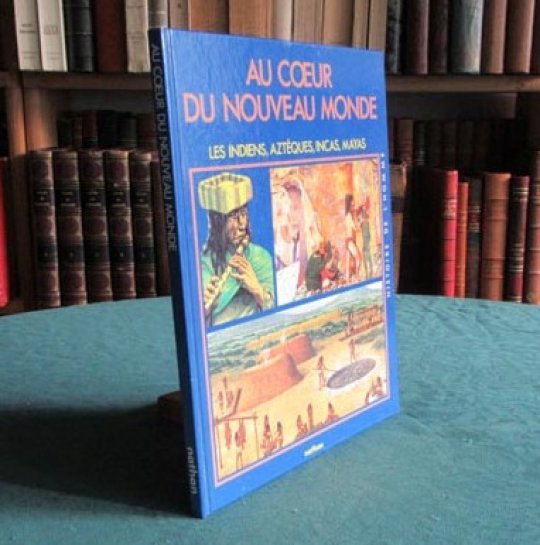 AU CŒUR
DU NOUVEAU MONDE
LES INDIENS, AZTÈQUES, INCAS, MAYAS
HISTOIRE DE L'HOMME
nathan
AU CŒUR DU NOUVEAU MONDE
nathan